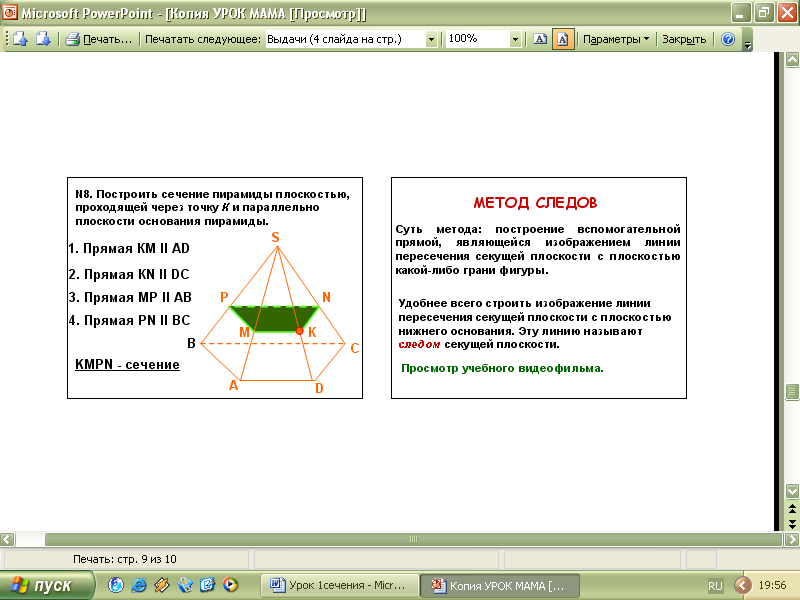 Microsoft PowerPoint - [Копия УРОК МАМА [Просмотр]]
Печать... Печатать следующее: Выдачи (4 слайда на стр.) 100% Параметры Закрыть
N8. Построить сечение пирамиды плоскостью,
проходящей через точку К и параллельно
плоскости основания пирамиды.
1. Прямая KM II AD
2. Прямая KN II DC
3. Прямая MP II AB
4. Прямая PN II BC
KMPN - сечение
S
P
N
M
K
B
C
A
D
МЕТОД СЛЕДОВ
Суть метода: построение вспомогательной
прямой, являющейся изображением линии
пересечения секущей плоскости с плоскостью
какой-либо грани фигуры.
Удобнее всего строить изображение линии
пересечения секущей плоскости с плоскостью
нижнего основания. Эту линию называют
следом секущей плоскости.
Просмотр учебного видеофильма.
Печать: стр. 9 из 10
пуск Урок 1сечения - Micr... Копия УРОК МАМА [... RU 19:56